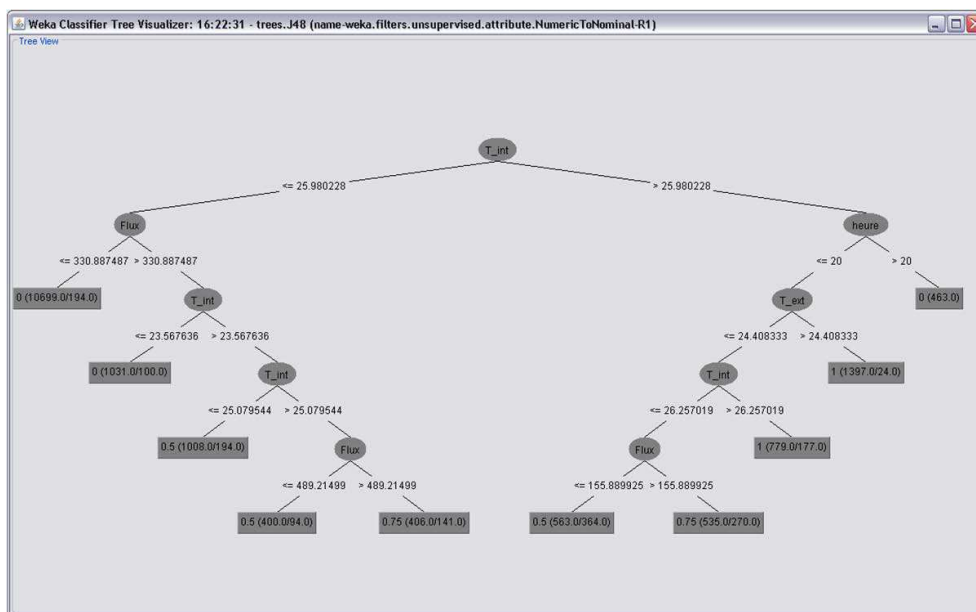 Weka Classifier Tree Visualizer: 16:22:31 - trees.J48 (name-weka.filters.unsupervised.attribute.NumericToNominal-R1)
Tree View
T_int
<= 25.980228 > 25.980228
Flux heure
<= 330.887487 > 330.887487 <= 20 > 20
0 (10699.0/194.0) T_int T_ext 0 (463.0)
<= 23.567636 > 23.567636 <= 24.408333 > 24.408333
0 (1031.0/100.0) T_int T_int 1 (1397.0/24.0)
<= 25.079544 > 25.079544 <= 26.257019 > 26.257019
0.5 (1008.0/194.0) Flux Flux 1 (779.0/177.0)
<= 489.21499 > 489.21499 <= 155.889925 > 155.889925
0.5 (400.0/94.0) 0.75 (406.0/141.0) 0.5 (563.0/364.0) 0.75 (535.0/270.0)